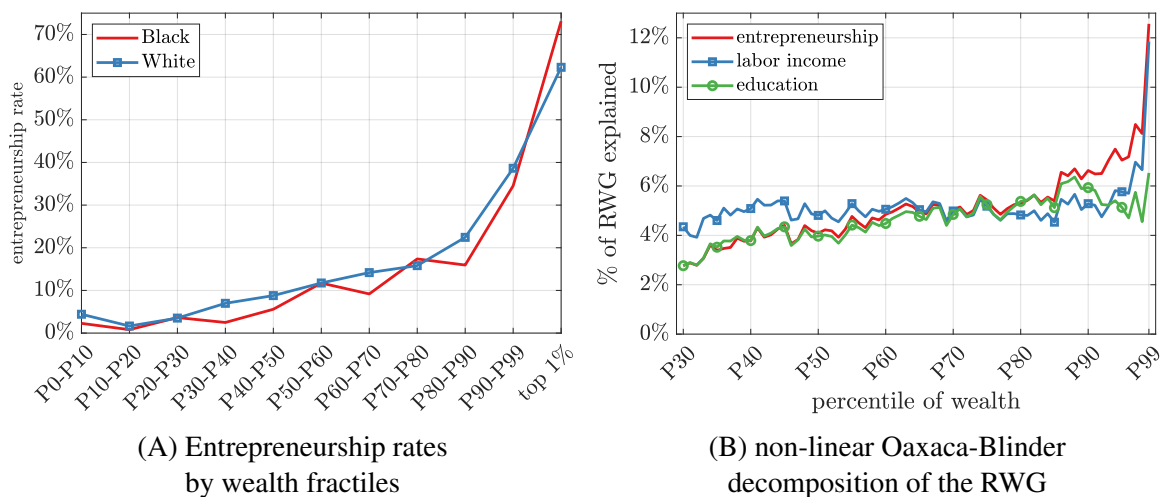 70%
60%
50%
40%
30%
20%
10%
0%
entrepreneurship rate
Black
White
P0-P10
P10-P20
P20-P30
P30-P40
P40-P50
P50-P60
P60-P70
P70-P80
P80-P90
P90-P99
top 1%
(A) Entrepreneurship rates
by wealth fractiles
12%
10%
8%
6%
4%
2%
0%
% of RWG explained
entrepreneurship
labor income
education
P30
P40
P50
P60
P70
P80
P90
P99
percentile of wealth
(B) non-linear Oaxaca-Blinder
decomposition of the RWG